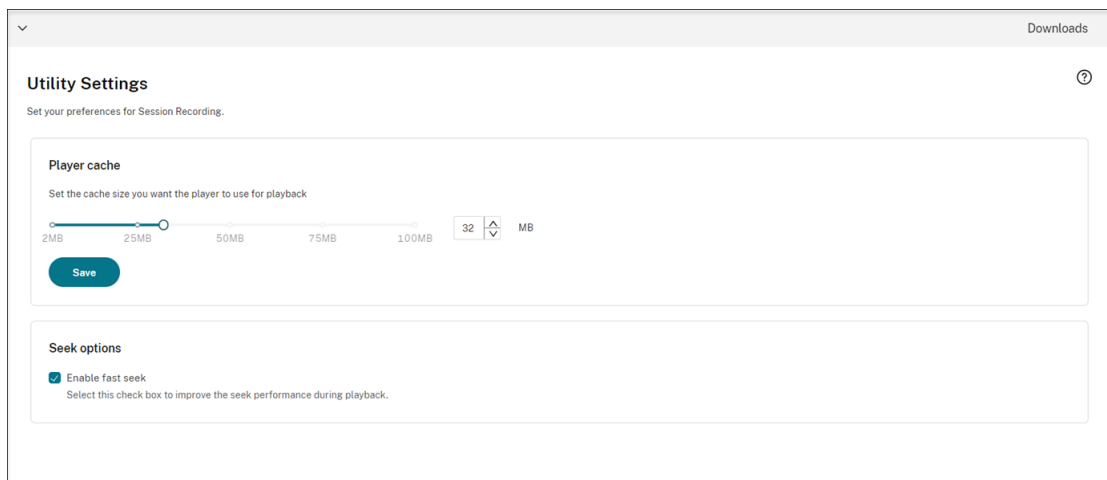 Downloads
Utility Settings
Set your preferences for Session Recording.
Player cache
Set the cache size you want the player to use for playback
2MB 25MB 50MB 75MB 100MB
32 MB
Save
Seek options
Enable fast seek
Select this check box to improve the seek performance during playback.